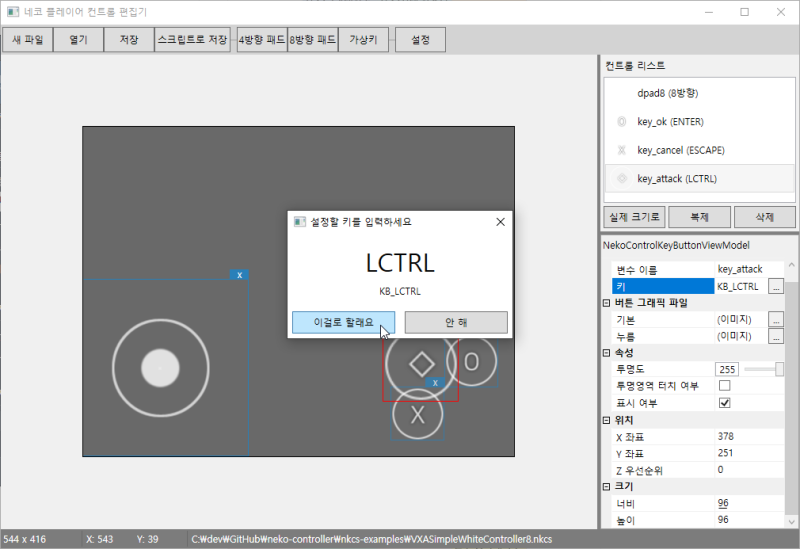 네코 플레이어 컨트롤 편집기
새 파일 열기 저장 스크립트로 저장 4방향 패드 8방향 패드 가상키 설정
컨트롤 리스트
dpad8 (8방향)
key_ok (ENTER)
key_cancel (ESCAPE)
key_attack (LCTRL)
실제 크기로 복제 삭제
설정할 키를 입력하세요
LCTRL
KB_LCTRL
이걸로 할래요 안 해
x
x
O
X
NekoControlKeyButtonViewModel
변수 이름 key_attack
키 KB_LCTRL ...
버튼 그래픽 파일
기본 (이미지) ...
누름 (이미지) ...
속성
투명도 255
투명영역 터치 여부
표시 여부
위치
X 좌표 378
Y 좌표 251
Z 우선순위 0
크기
너비 96
높이 96
544 x 416 X: 543 Y: 39 C:₩dev₩GitHub₩neko-controller₩nkcs-examples₩VXASimpleWhiteController8.nkcs